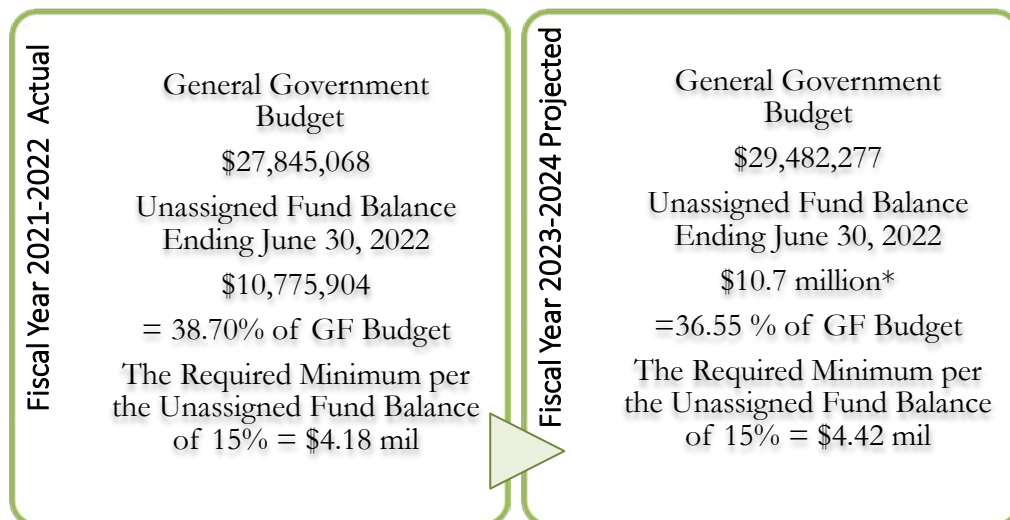 Fiscal Year 2021-2022  Actual
General Government
Budget
$27,845,068
Unassigned Fund Balance
Ending June 30, 2022
$10,775,904
= 38.70% of GF Budget
The Required Minimum per
the Unassigned Fund Balance
of 15% = $4.18 mil
Fiscal Year 2023-2024 Projected
General Government
Budget
$29,482,277
Unassigned Fund Balance
Ending June 30, 2022
$10.7 million*
=36.55 % of GF Budget
The Required Minimum per
the Unassigned Fund Balance
of 15% = $4.42 mil